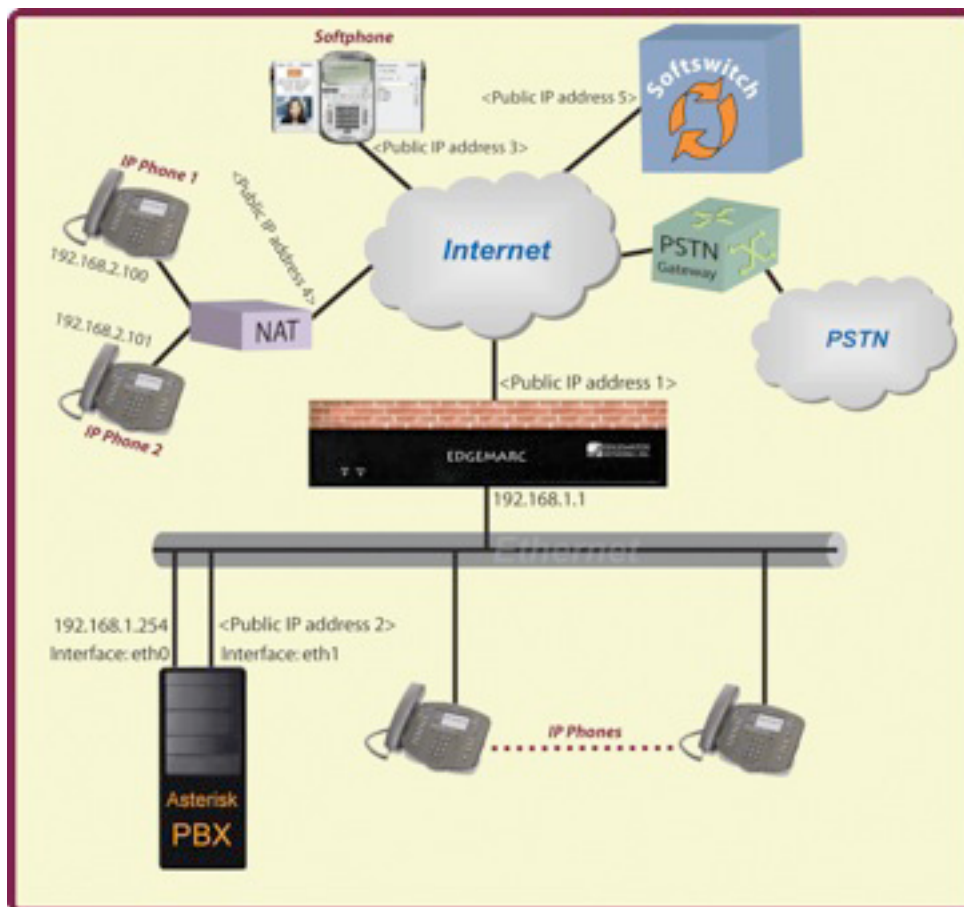 Softphone
Softswitch
<Public IP address 5>
<Public IP address 3>
IP Phone 1
<Public IP address 4>
192.168.2.100
Internet
PSTN
Gateway
192.168.2.101
NAT
PSTN
IP Phone 2
<Public IP address 1>
EDGEMARC
192.168.1.1
Ethernet
192.168.1.254
<Public IP address 2>
Interface: eth0
Interface: eth1
IP Phones
Asterisk
PBX